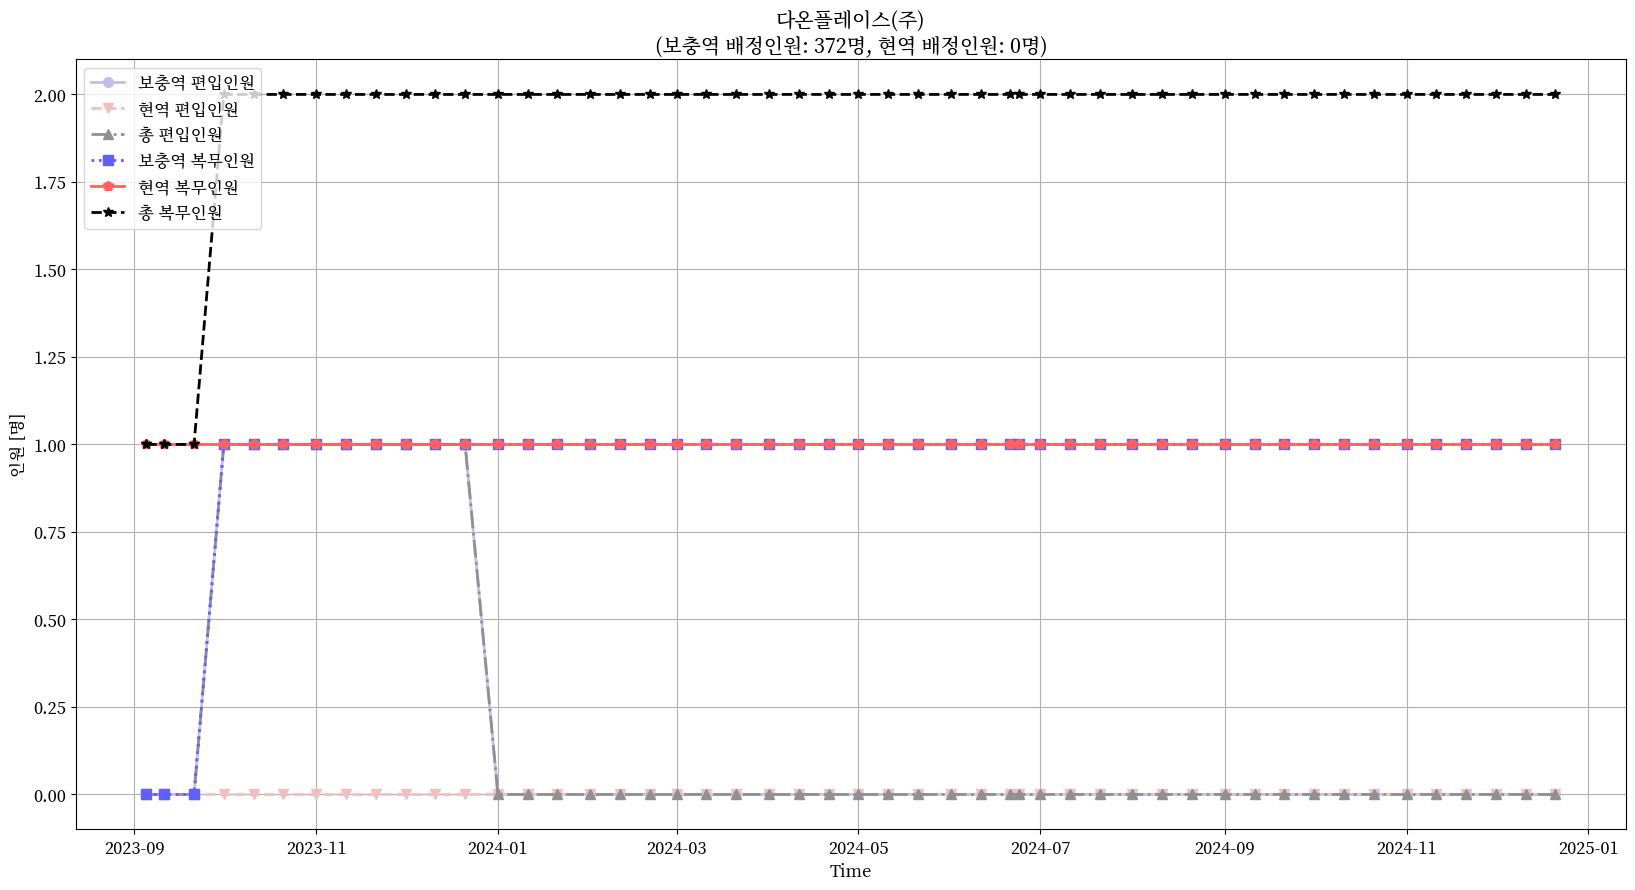 다온플레이스(주)
(보충역 배정인원: 372명, 현역 배정인원: 0명)
보충역 편입인원
현역 편입인원
총 편입인원
보충역 복무인원
현역 복무인원
총 복무인원
2.00
1.75
1.50
1.25
1.00
0.75
0.50
0.25
0.00
인원 [명]
2023-09 2023-11 2024-01 2024-03 2024-05 2024-07 2024-09 2024-11 2025-01
Time